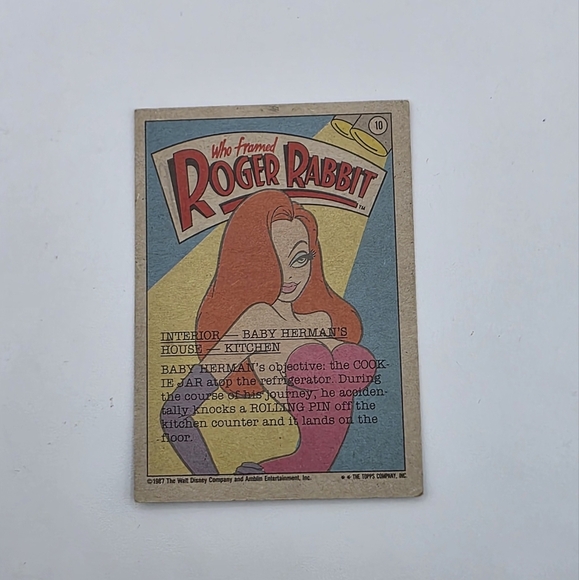 10
Who Framed
ROGER RABBIT
TM
INTERIOR — BABY HERMAN'S
HOUSE — KITCHEN
BABY HERMAN's objective: the COOK-
IE JAR atop the refrigerator. During
the course of his journey, he acciden-
tally knocks a ROLLING PIN off the
kitchen counter and it lands on the
floor.
©1987 The Walt Disney Company and Amblin Entertainment, Inc.
★★ THE TOPPS COMPANY, INC.